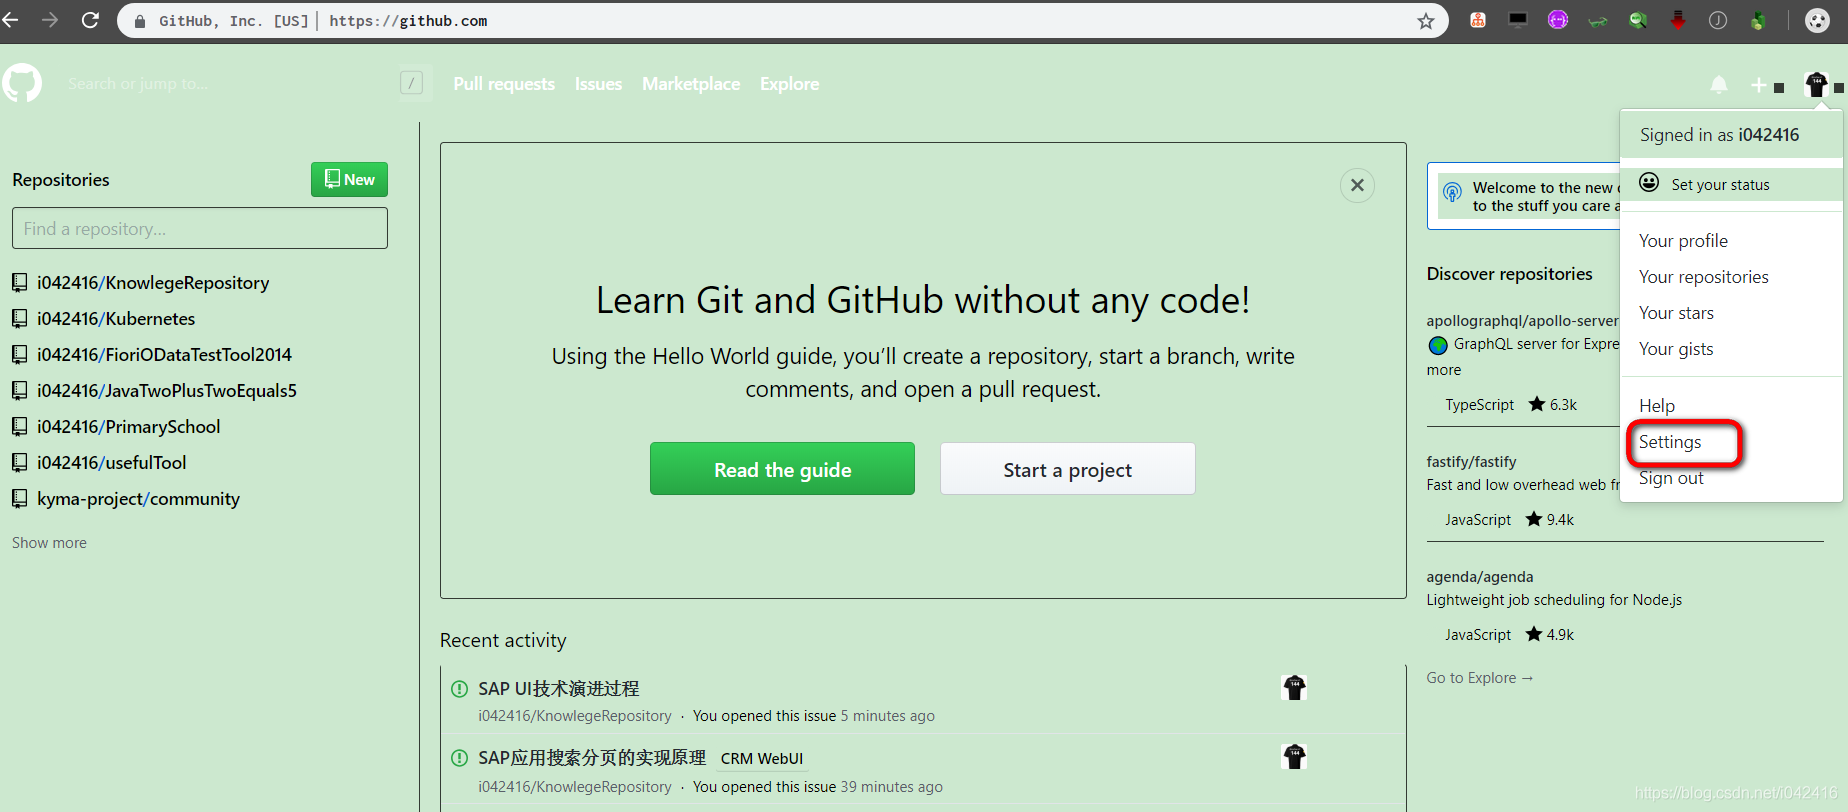 GitHub, Inc. [US] | https://github.com
Search or jump to...
/
Pull requests Issues Marketplace Explore
Repositories
New
Find a repository...
i042416/KnowlegeRepository
i042416/Kubernetes
i042416/FioriODataTestTool2014
i042416/JavaTwoPlusTwoEquals5
i042416/PrimarySchool
i042416/usefulTool
kyma-project/community
Show more
Learn Git and GitHub without any code!
Using the Hello World guide, you’ll create a repository, start a branch, write
comments, and open a pull request.
Read the guide
Start a project
Recent activity
SAP UI技术演进过程
i042416/KnowlegeRepository · You opened this issue 5 minutes ago
SAP应用搜索分页的实现原理 CRM WebUI
i042416/KnowlegeRepository · You opened this issue 39 minutes ago
Welcome to the new
to the stuff you care
Discover repositories
apollographql/apollo-server
GraphQL server for Expre
more
TypeScript ★ 6.3k
fastify/fastify
Fast and low overhead web fr
JavaScript ★ 9.4k
agenda/agenda
Lightweight job scheduling for Node.js
JavaScript ★ 4.9k
Go to Explore →
Signed in as i042416
Set your status
Your profile
Your repositories
Your stars
Your gists
Help
Settings
Sign out
https://blog.csdn.net/i042416